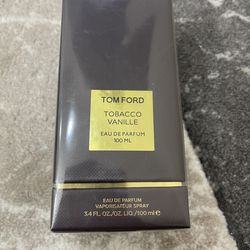 TOM FORD
TOBACCO
VANILLE
EAU DE PARFUM
100 ML
EAU DE PARFUM
VAPORISATEUR SPRAY
3.4 FL. OZ./OZ. LIQ./100 ml ℮